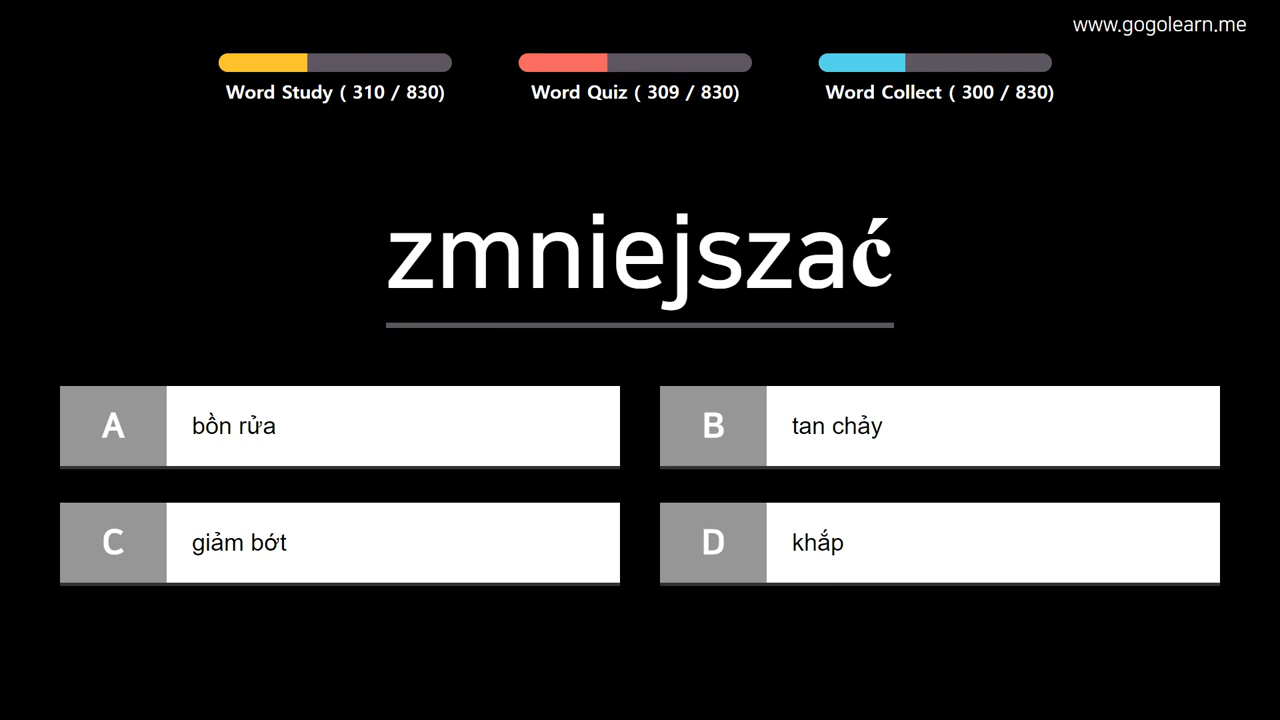 www.gogolearn.me
Word Study ( 310 / 830)
Word Quiz ( 309 / 830)
Word Collect ( 300 / 830)
zmniejszać
A bồn rửa
B tan chảy
C giảm bớt
D khắp